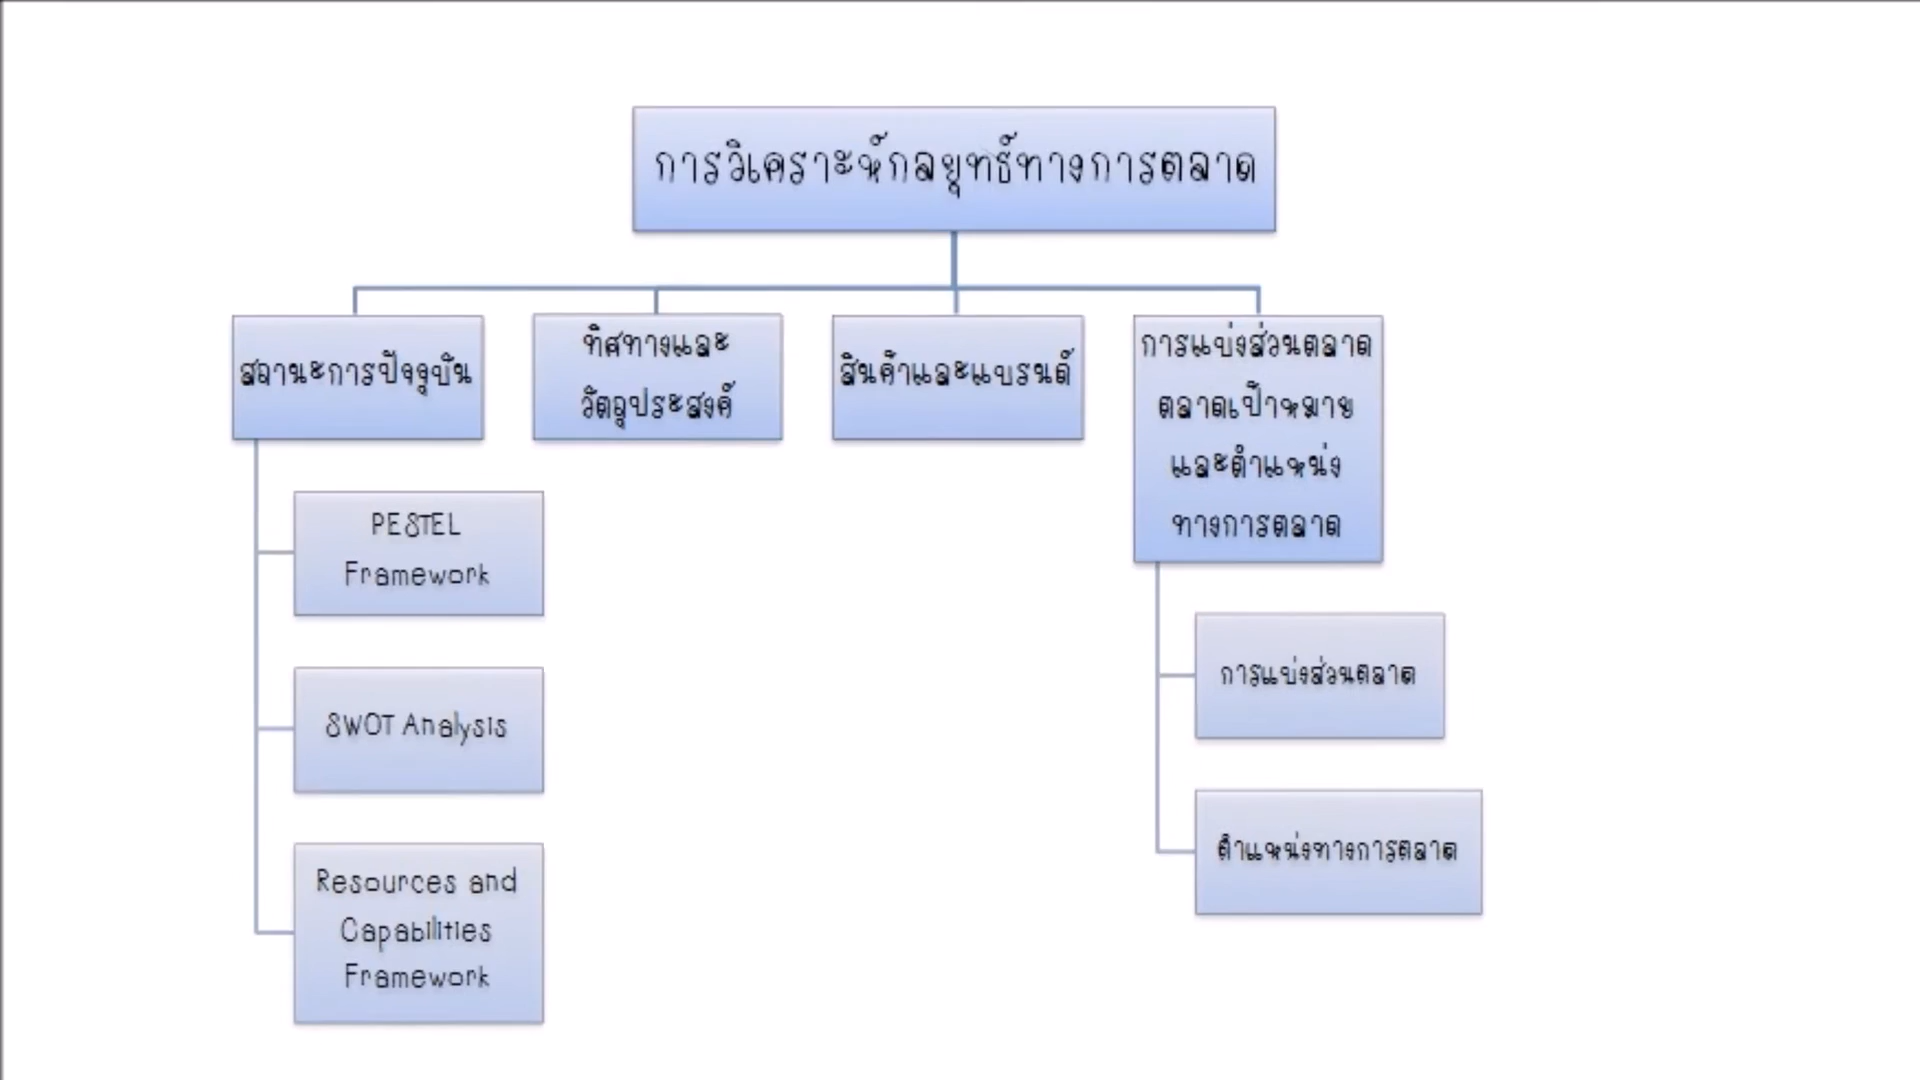 การวิเคราะห์กลยุทธ์ทางการตลาด
สถานะการปัจจุบัน
ทิศทางและ
วัตถุประสงค์
สินค้าและแบรนด์
การแบ่งส่วนตลาด
ตลาดเป้าหมาย
และตำแหน่ง
ทางการตลาด
PESTEL
Framework
SWOT Analysis
Resources and
Capabilities
Framework
การแบ่งส่วนตลาด
ตำแหน่งทางการตลาด